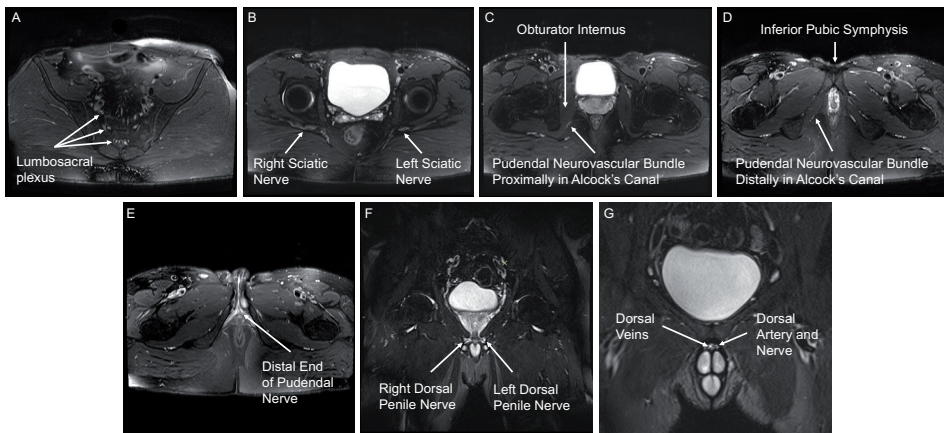 A
Lumbosacral
plexus
B
Right Sciatic
Nerve
Left Sciatic
Nerve
C
Obturator Internus
Pudendal Neurovascular Bundle
Proximally in Alcock's Canal
D
Inferior Pubic Symphysis
Pudendal Neurovascular Bundle
Distally in Alcock's Canal
E
Distal End
of Pudendal
Nerve
F
Right Dorsal
Penile Nerve
Left Dorsal
Penile Nerve
G
Dorsal
Veins
Dorsal
Artery and
Nerve